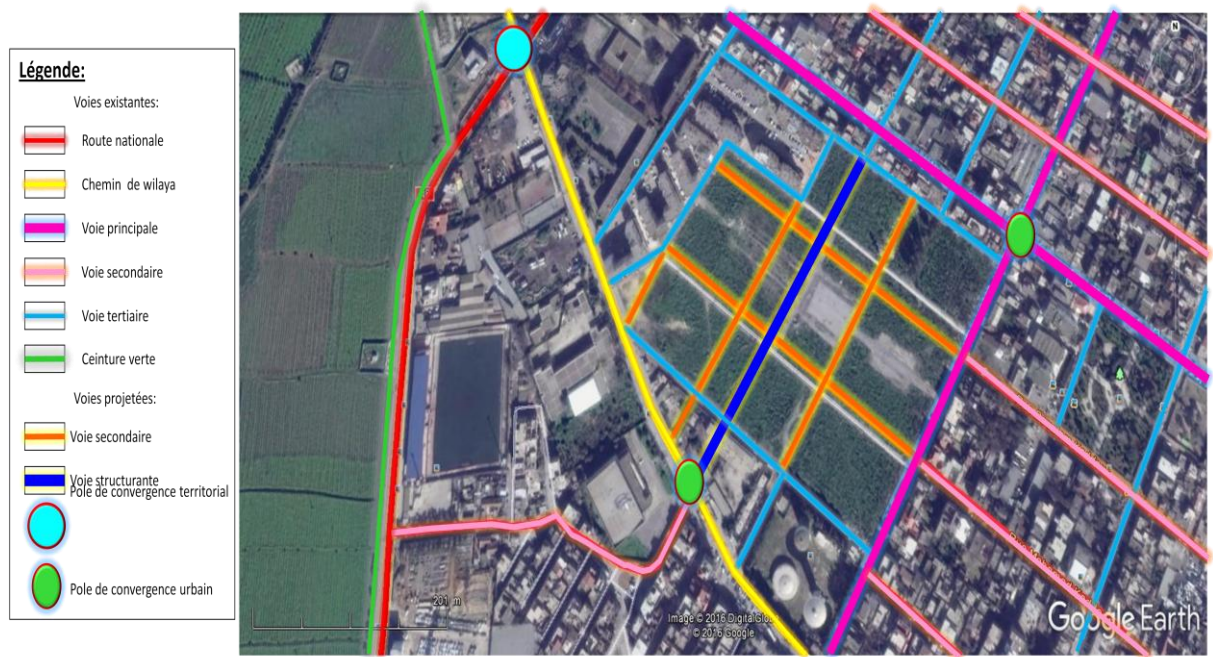 Légende:
Voies existantes:
Route nationale
Chemin de wilaya
Voie principale
Voie secondaire
Voie tertiaire
Ceinture verte
Voies projetées:
Voie secondaire
Voie structurante
Pole de convergence territorial
Pole de convergence urbain
N
201 m
Image © 2016 DigitalGlobe
© 2016 Google
Google Earth